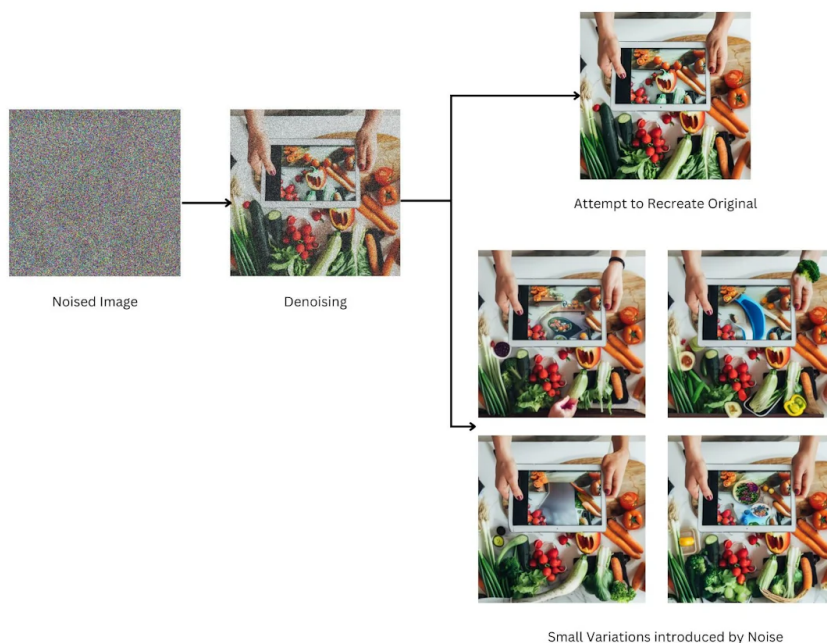 Attempt to Recreate Original
Noised Image
Denoising
Small Variations introduced by Noise